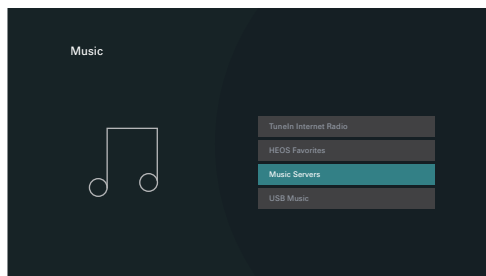 Music
TuneIn Internet Radio
HEOS Favorites
Music Servers
USB Music